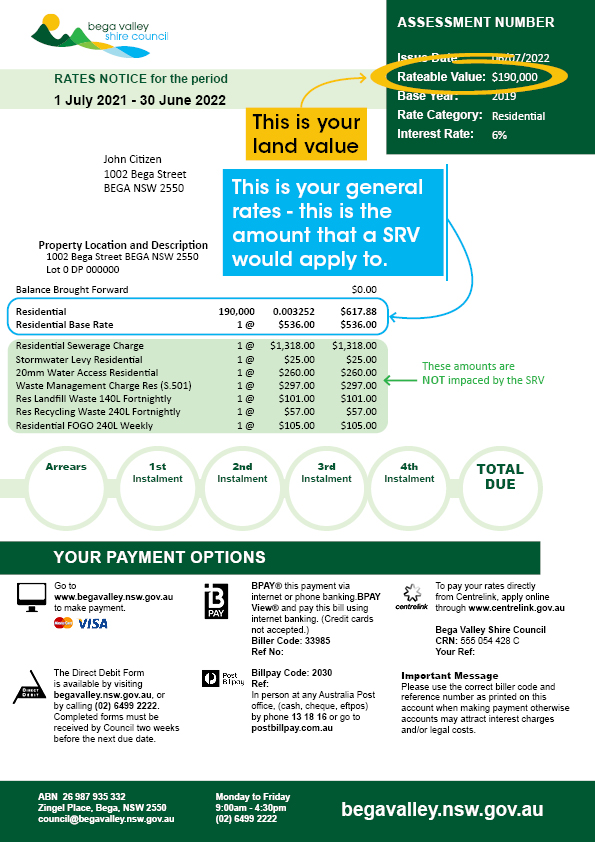 bega valley
shire council
ASSESSMENT NUMBER
Issue Date: 06/07/2022
Rateable Value: $190,000
Base Year: 2019
Rate Category: Residential
Interest Rate: 6%
RATES NOTICE for the period
1 July 2021 - 30 June 2022
This is your
land value
John Citizen
1002 Bega Street
BEGA NSW 2550
This is your general
rates - this is the
amount that a SRV
would apply to.
Property Location and Description
1002 Bega Street BEGA NSW 2550
Lot 0 DP 000000
Balance Brought Forward $0.00
Residential 190,000 0.003252 $617.88
Residential Base Rate 1 @ $536.00 $536.00
Residential Sewerage Charge 1 @ $1,318.00 $1,318.00
Stormwater Levy Residential 1 @ $25.00 $25.00
20mm Water Access Residential 1 @ $260.00 $260.00
Waste Management Charge Res (S.501) 1 @ $297.00 $297.00
Res Landfill Waste 140L Fortnightly 1 @ $101.00 $101.00
Res Recycling Waste 240L Fortnightly 1 @ $57.00 $57.00
Residential FOGO 240L Weekly 1 @ $105.00 $105.00
These amounts are
NOT impaced by the SRV
Arrears
1st
Instalment
2nd
Instalment
3rd
Instalment
4th
Instalment
TOTAL
DUE
YOUR PAYMENT OPTIONS
Go to
www.begavalley.nsw.gov.au
to make payment.
MasterCard VISA
B
PAY
BPAY® this payment via
internet or phone banking.BPAY
View® and pay this bill using
internet banking. (Credit cards
not accepted.)
Biller Code: 33985
Ref No:
centrelink
To pay your rates directly
from Centrelink, apply online
through www.centrelink.gov.au
Bega Valley Shire Council
CRN: 555 054 428 C
Your Ref:
DIRECT DEBIT
The Direct Debit Form
is available by visiting
begavalley.nsw.gov.au, or
by calling (02) 6499 2222.
Completed forms must be
received by Council two weeks
before the next due date.
Post
Billpay
Billpay Code: 2030
Ref:
In person at any Australia Post
office, (cash, cheque, eftpos)
by phone 13 18 16 or go to
postbillpay.com.au
Important Message
Please use the correct biller code and
reference number as printed on this
account when making payment otherwise
accounts may attract interest charges
and/or legal costs.
ABN 26 987 935 332
Zingel Place, Bega, NSW 2550
council@begavalley.nsw.gov.au
Monday to Friday
9:00am - 4:30pm
(02) 6499 2222
begavalley.nsw.gov.au